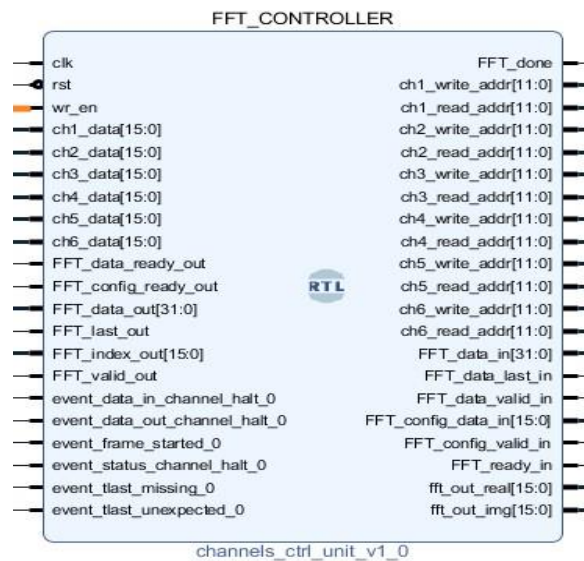 FFT_CONTROLLER
clk
rst
wr_en
ch1_data[15:0]
ch2_data[15:0]
ch3_data[15:0]
ch4_data[15:0]
ch5_data[15:0]
ch6_data[15:0]
FFT_data_ready_out
FFT_config_ready_out
FFT_data_out[31:0]
FFT_last_out
FFT_index_out[15:0]
FFT_valid_out
event_data_in_channel_halt_0
event_data_out_channel_halt_0
event_frame_started_0
event_status_channel_halt_0
event_tlast_missing_0
event_tlast_unexpected_0
RTL
FFT_done
ch1_write_addr[11:0]
ch1_read_addr[11:0]
ch2_write_addr[11:0]
ch2_read_addr[11:0]
ch3_write_addr[11:0]
ch3_read_addr[11:0]
ch4_write_addr[11:0]
ch4_read_addr[11:0]
ch5_write_addr[11:0]
ch5_read_addr[11:0]
ch6_write_addr[11:0]
ch6_read_addr[11:0]
FFT_data_in[31:0]
FFT_data_last_in
FFT_data_valid_in
FFT_config_data_in[15:0]
FFT_config_valid_in
FFT_ready_in
fft_out_real[15:0]
fft_out_img[15:0]
channels_ctrl_unit_v1_0